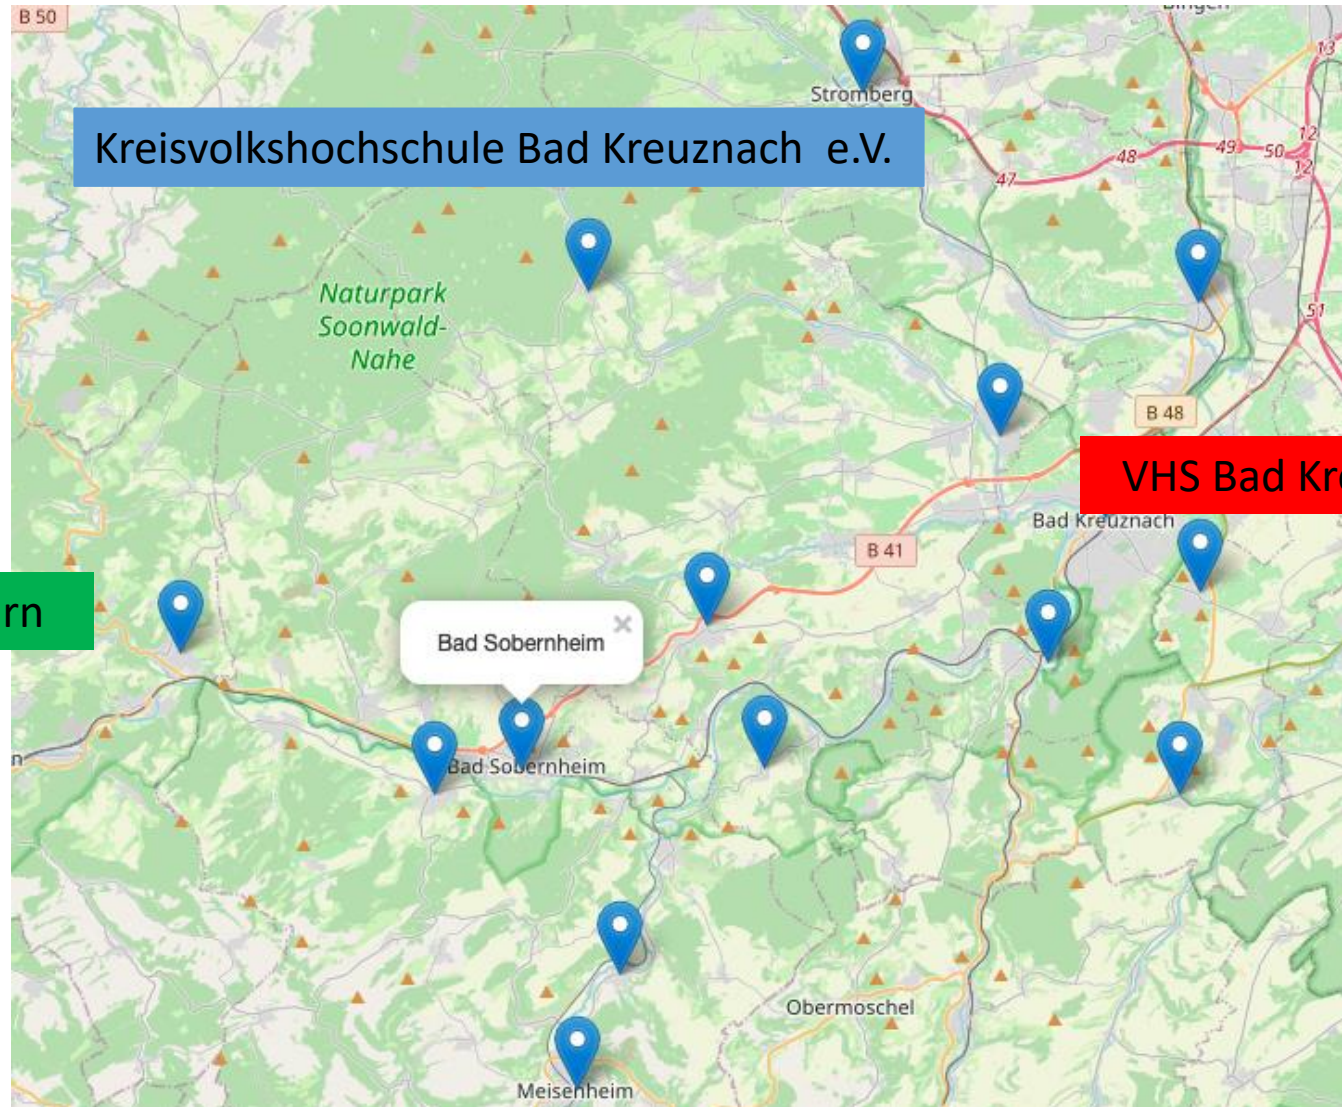 B 50
Stromberg
13
Kreisvolkshochschule Bad Kreuznach e.V.
48
49
50
12
12
47
Naturpark
Soonwald-
Nahe
51
B 48
VHS Bad Kre
Bad Kreuznach
B 41
rn
Bad Sobernheim ×
Bad Sobernheim
n
Obermoschel
Meisenheim